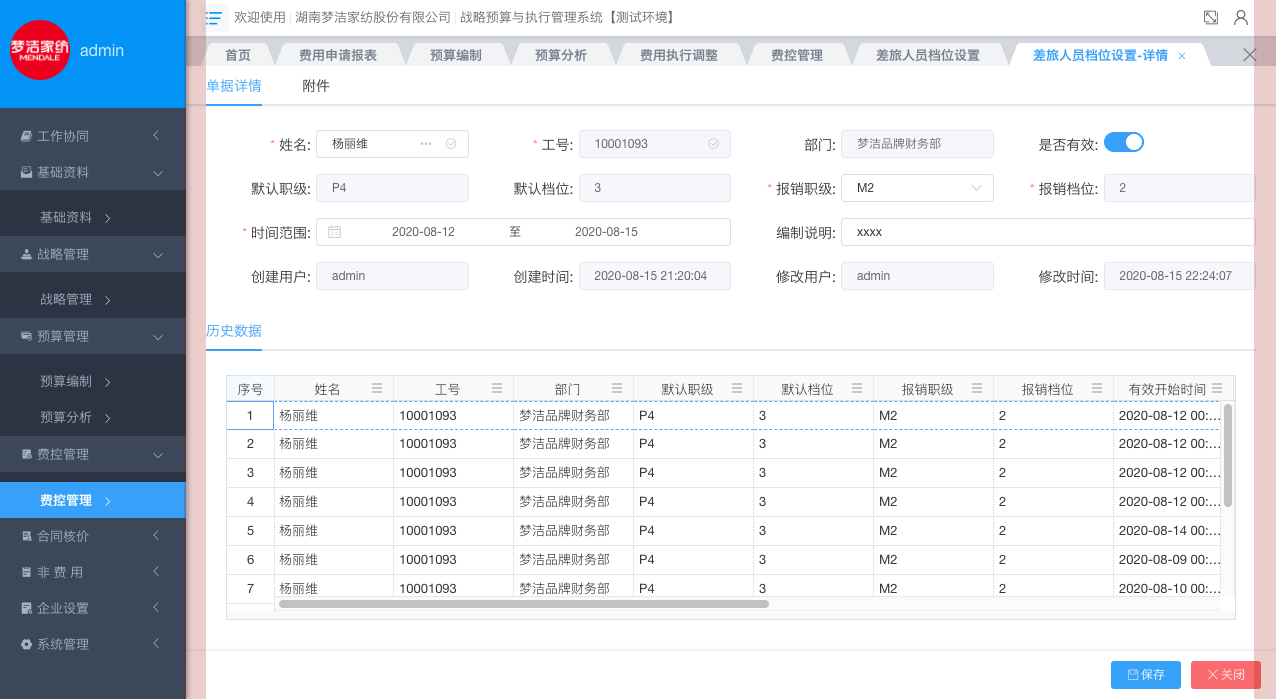 梦洁家纺
MENDALE
admin
欢迎使用 湖南梦洁家纺股份有限公司 战略预算与执行管理系统【测试环境】
首页 费用申请报表 预算编制 预算分析 费用执行调整 费控管理 差旅人员档位设置 差旅人员档位设置-详情 ×
工作协同
基础资料
基础资料
战略管理
战略管理
预算管理
预算编制
预算分析
费控管理
费控管理
合同核价
非 费 用
企业设置
系统管理
单据详情 附件
* 姓名: 杨丽维 * 工号: 10001093 部门: 梦洁品牌财务部 是否有效:
默认职级: P4 默认档位: 3 * 报销职级: M2 * 报销档位: 2
* 时间范围: 2020-08-12 至 2020-08-15 编制说明: xxxx
创建用户: admin 创建时间: 2020-08-15 21:20:04 修改用户: admin 修改时间: 2020-08-15 22:24:07
历史数据
序号 姓名 工号 部门 默认职级 默认档位 报销职级 报销档位 有效开始时间
1 杨丽维 10001093 梦洁品牌财务部 P4 3 M2 2 2020-08-12 00:...
2 杨丽维 10001093 梦洁品牌财务部 P4 3 M2 2 2020-08-12 00:...
3 杨丽维 10001093 梦洁品牌财务部 P4 3 M2 2 2020-08-12 00:...
4 杨丽维 10001093 梦洁品牌财务部 P4 3 M2 2 2020-08-12 00:...
5 杨丽维 10001093 梦洁品牌财务部 P4 3 M2 2 2020-08-14 00:...
6 杨丽维 10001093 梦洁品牌财务部 P4 3 M2 2 2020-08-09 00:...
7 杨丽维 10001093 梦洁品牌财务部 P4 3 M2 2 2020-08-10 00:...
保存 关闭